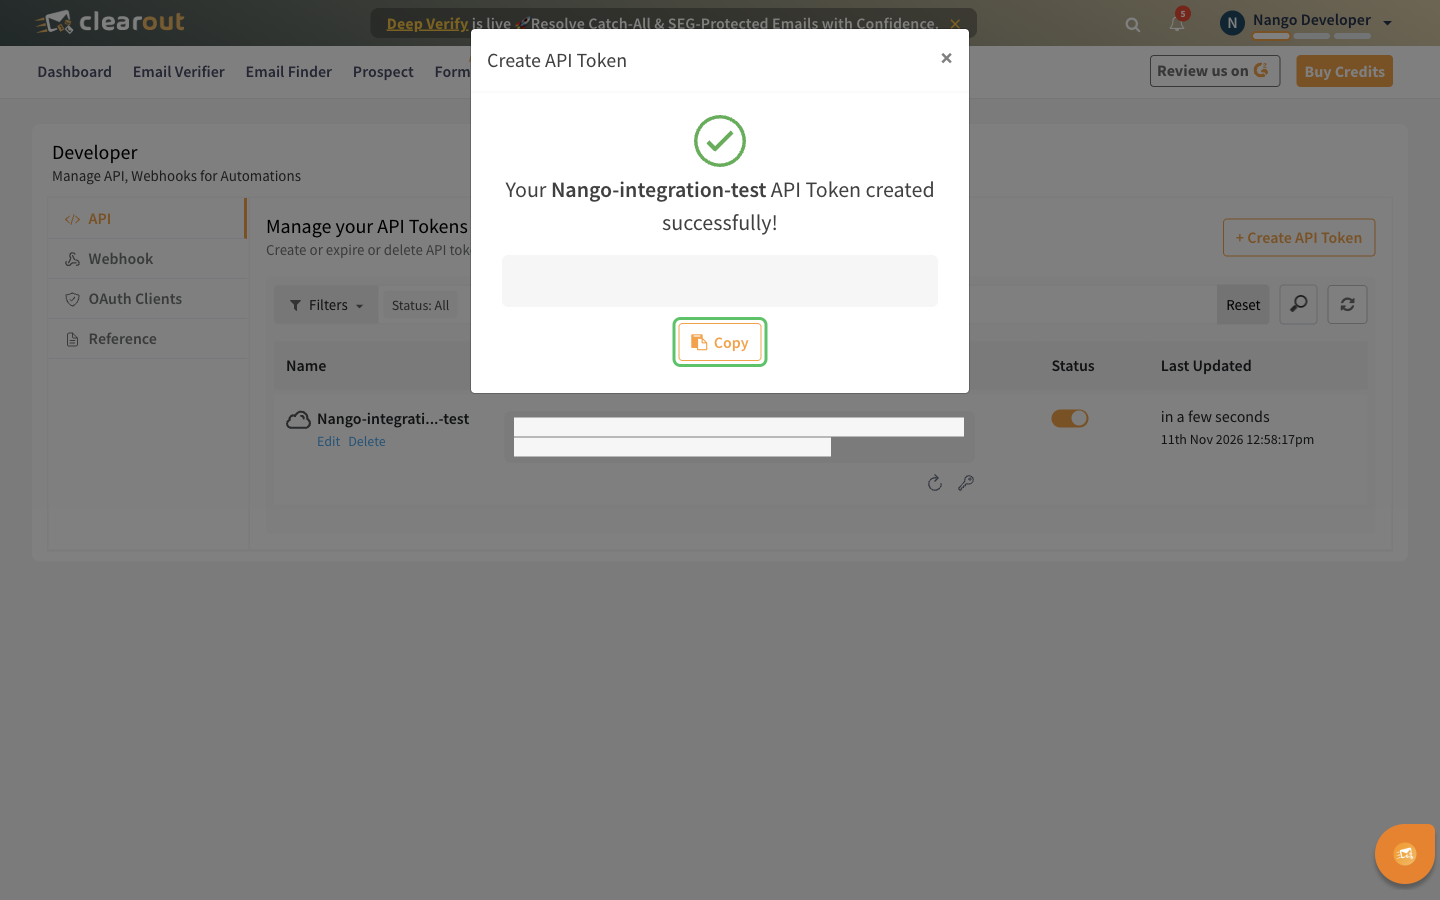 clearout
Deep Verify is live Resolve Catch-All & SEG-Protected Emails with Confidence. ×
5
N Nango Developer
Dashboard Email Verifier Email Finder Prospect Form
Review us on G
Buy Credits
Create API Token ×
Your Nango-integration-test API Token created
successfully!
Copy
Developer
Manage API, Webhooks for Automations
API
Webhook
OAuth Clients
Reference
Manage your API Tokens
Create or expire or delete API tok
+ Create API Token
Filters Status: All Reset
Name Status Last Updated
Nango-integrati...-test in a few seconds
Edit Delete 11th Nov 2026 12:58:17pm